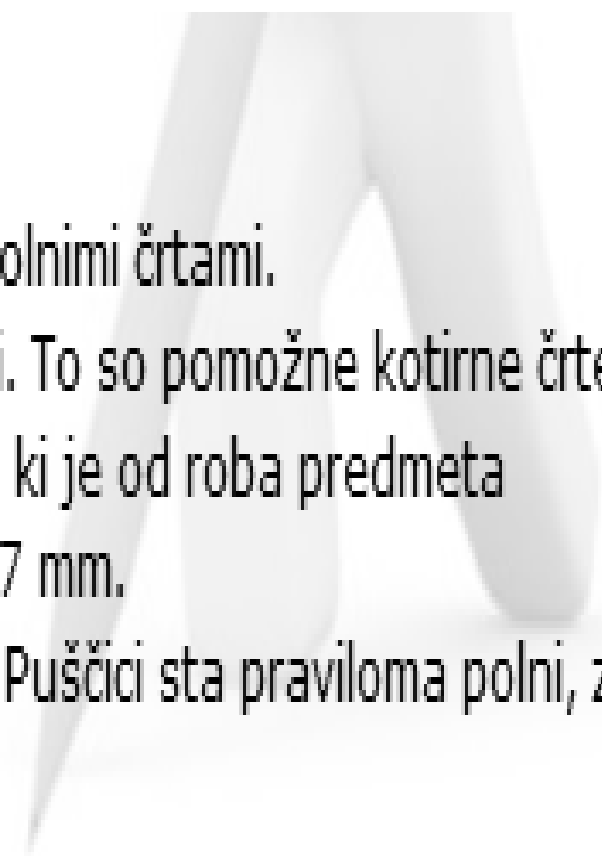 olnimi črtami.
i. To so pomožne kotirne črte
ki je od roba predmeta
7 mm.
Puščici sta praviloma polni, z